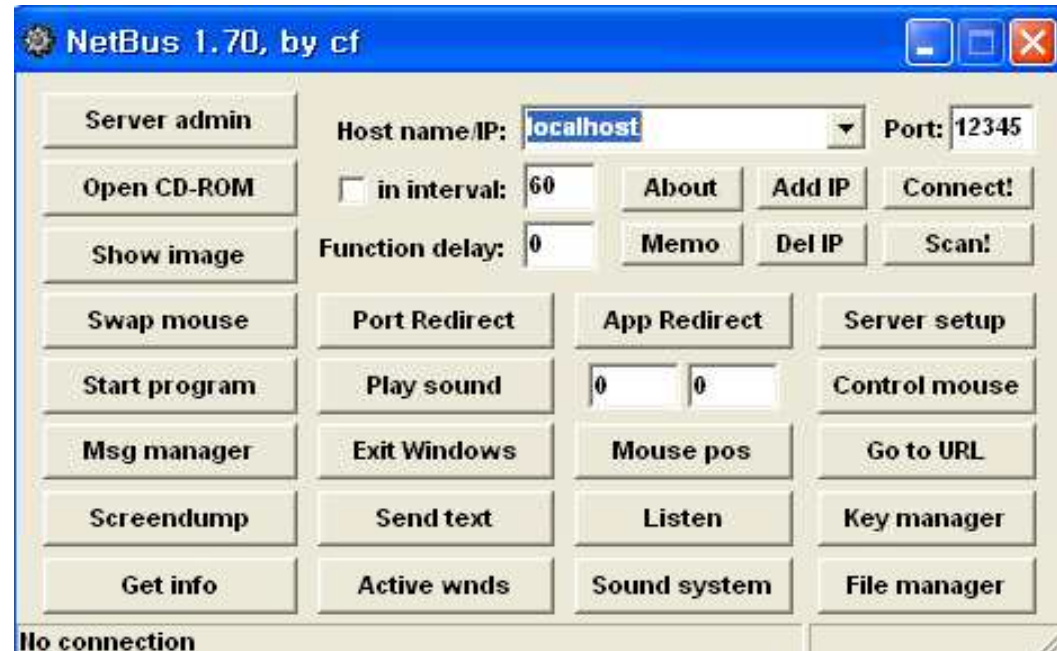 NetBus 1.70, by cf
Server admin
Host name/IP: localhost Port: 12345
Open CD-ROM
in interval: 60 About Add IP Connect!
Show image
Function delay: 0 Memo Del IP Scan!
Swap mouse Port Redirect App Redirect Server setup
Start program Play sound 0 0 Control mouse
Msg manager Exit Windows Mouse pos Go to URL
Screendump Send text Listen Key manager
Get info Active wnds Sound system File manager
No connection